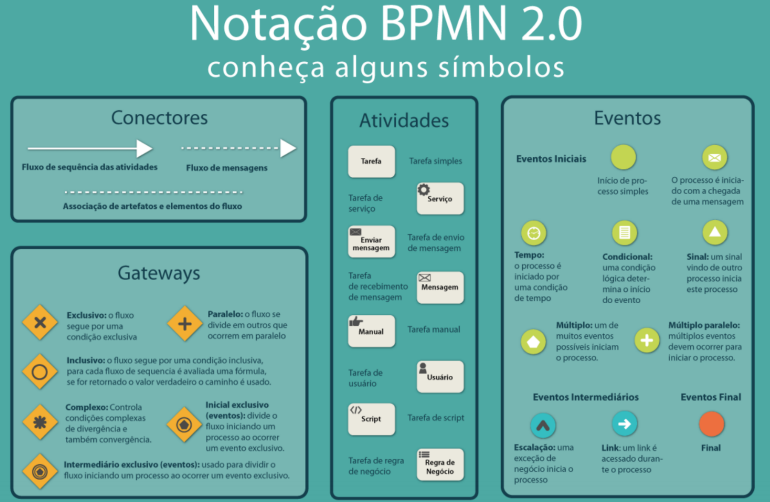 Notação BPMN 2.0
conheça alguns símbolos
Conectores
Fluxo de sequência das atividades
Fluxo de mensagens
Associação de artefatos e elementos do fluxo
Gateways
Exclusivo: o fluxo
segue por uma
condição exclusiva
Paralelo: o fluxo se
divide em outros que
ocorrem em paralelo
Inclusivo: o fluxo segue por uma condição inclusiva,
para cada fluxo de sequencia é avaliada uma fórmula,
se for retornado o valor verdadeiro o caminho é usado.
Complexo: Controla
condições complexas
de divergência e
também convergência.
Inicial exclusivo
(eventos): divide o
fluxo iniciando um
processo ao ocorrer
um evento exclusivo.
Intermediário exclusivo (eventos): usado para dividir o
fluxo iniciando um processo ao ocorrer um evento exclusivo.
Atividades
Tarefa
Tarefa simples
Tarefa de
serviço
Serviço
Enviar
mensagem
Tarefa de envio
de mensagem
Tarefa
de recebimento
de mensagem
Mensagem
Manual
Tarefa manual
Tarefa de
usuário
Usuário
Script
Tarefa de script
Tarefa de regra
de negócio
Regra de
Negócio
Eventos
Eventos Iniciais
Início de pro-
cesso simples
O processo é inicia-
do com a chegada
de uma mensagem
Tempo:
o processo é
iniciado por
uma condição
de tempo
Condicional:
uma condição
lógica deter-
mina o início
do evento
Sinal: um sinal
vindo de outro
processo inicia
este processo
Múltiplo: um de
muitos eventos
possíveis iniciam
o processo.
Múltiplo paralelo:
múltiplos eventos
devem ocorrer para
iniciar o processo.
Eventos Intermediários
Eventos Final
Escalação: uma
exceção de
negócio inicia o
processo
Link: um link é
acessado duran-
te o processo
Final